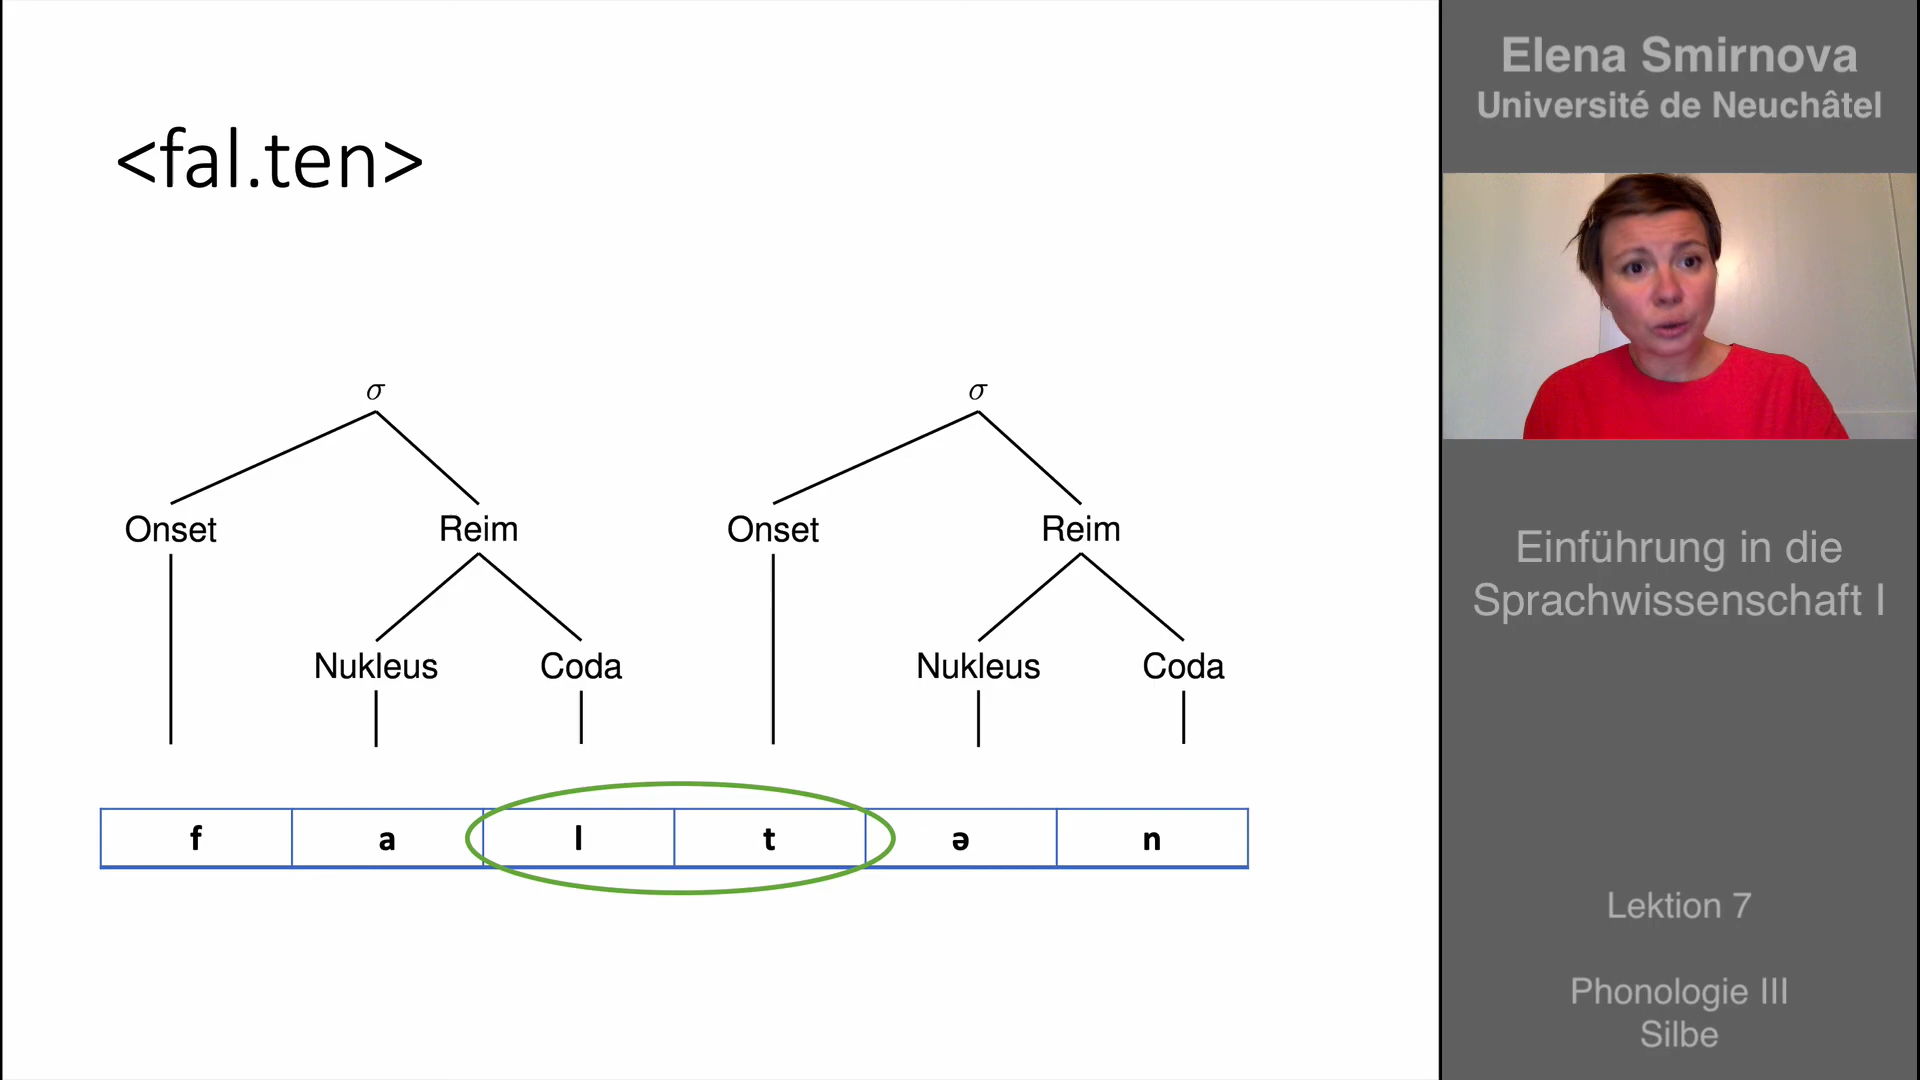 <fal.ten>
σ σ
Onset Reim Onset Reim
Nukleus Coda Nukleus Coda
f a l t ə n
Elena Smirnova
Université de Neuchâtel
Einführung in die
Sprachwissenschaft I
Lektion 7
Phonologie III
Silbe